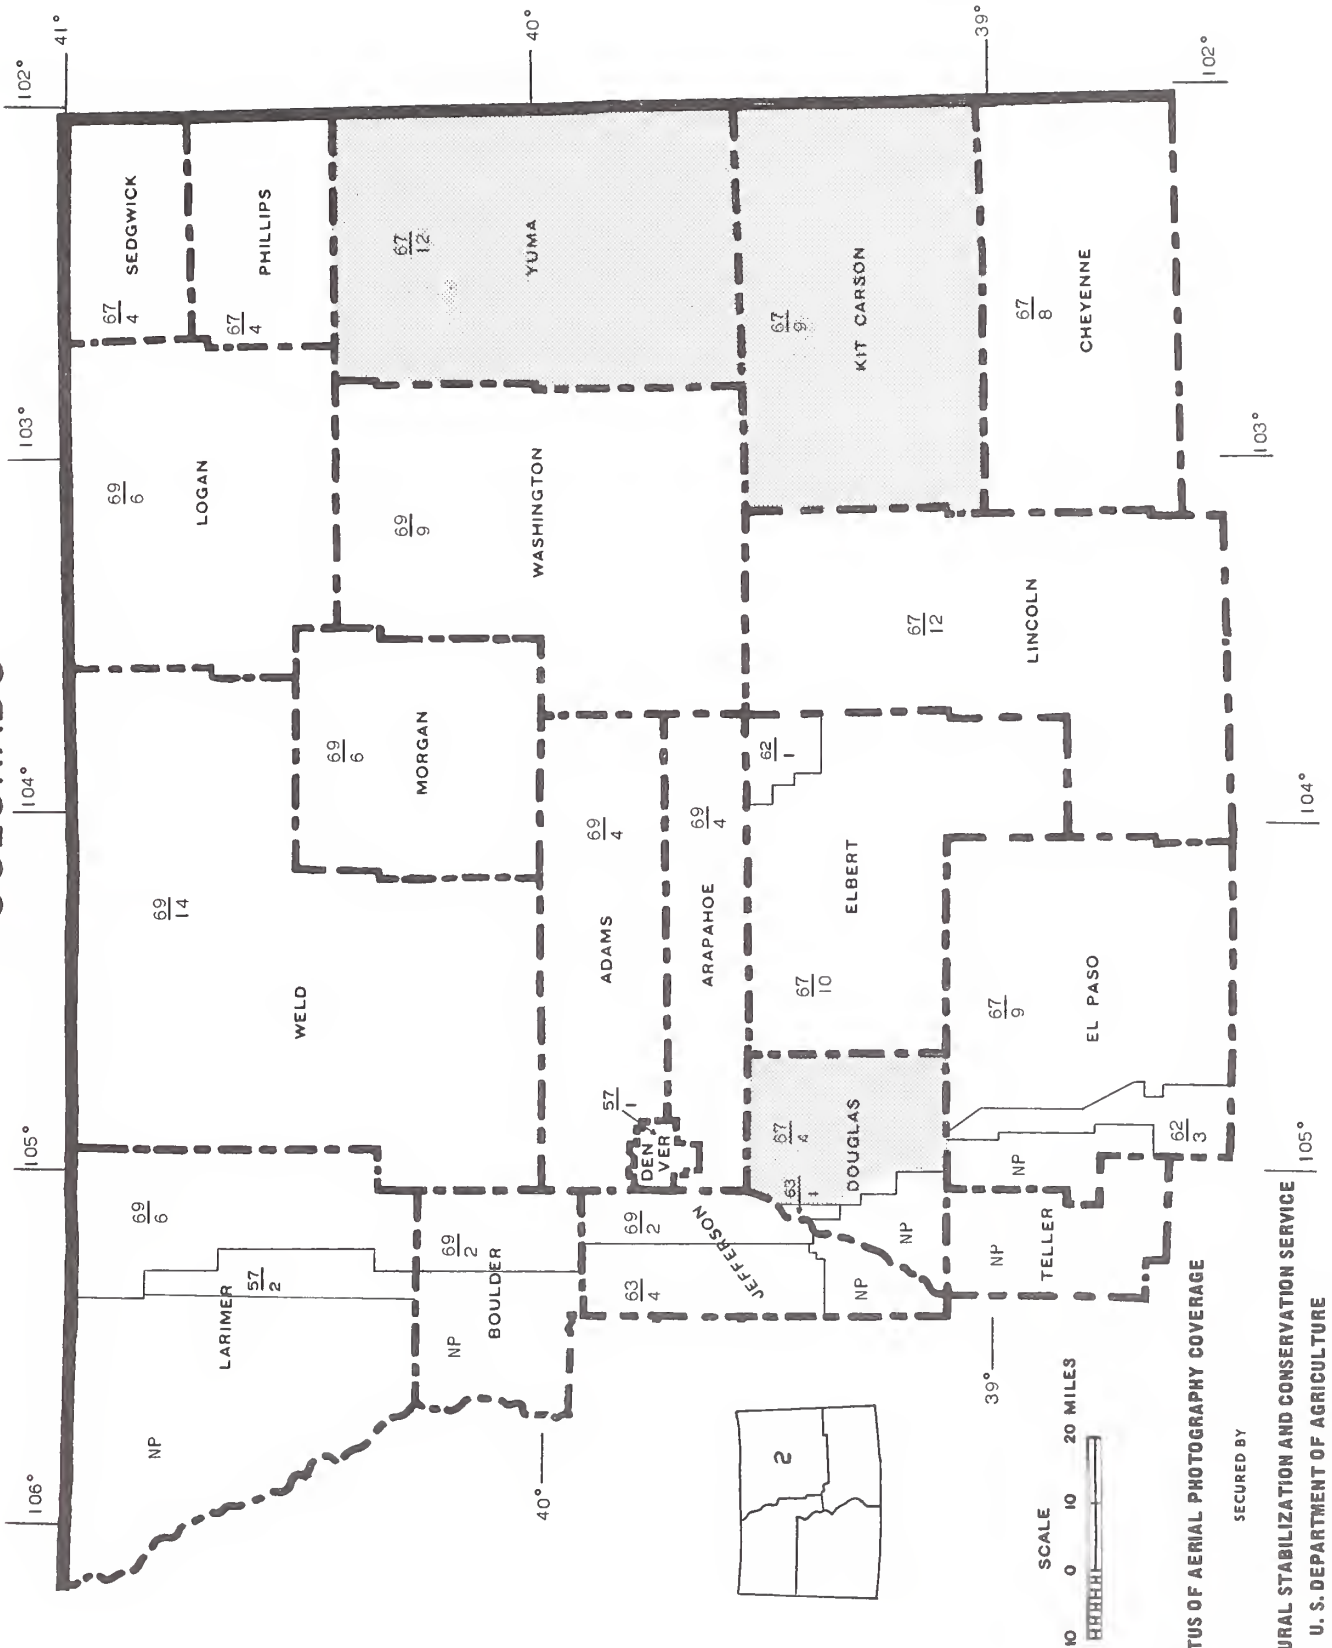 106°
105°
104°
103°
102°
41°
NP
LARIMER
57
2
69
6
WELD
69
14
LOGAN
69
6
67
4
SEDGWICK
67
4
PHILLIPS
MORGAN
69
6
WASHINGTON
69
9
67
12
YUMA
NP
BOULDER
69
2
40°
40°
ADAMS
69
4
57
1
DEN
VER
ARAPAHOE
69
4
63
4
69
2
JEFFERSON
NP
63
1
67
4
DOUGLAS
NP
67
10
ELBERT
62
1
67
12
LINCOLN
67
9
KIT CARSON
67
8
CHEYENNE
39°
39°
NP
TELLER
NP
62
3
67
9
EL PASO
105°
104°
103°
102°
2
SCALE
10 0 10 20 MILES
OF AERIAL PHOTOGRAPHY COVERAGE
SECURED BY
STABILIZATION AND CONSERVATION SERVICE
U. S. DEPARTMENT OF AGRICULTURE